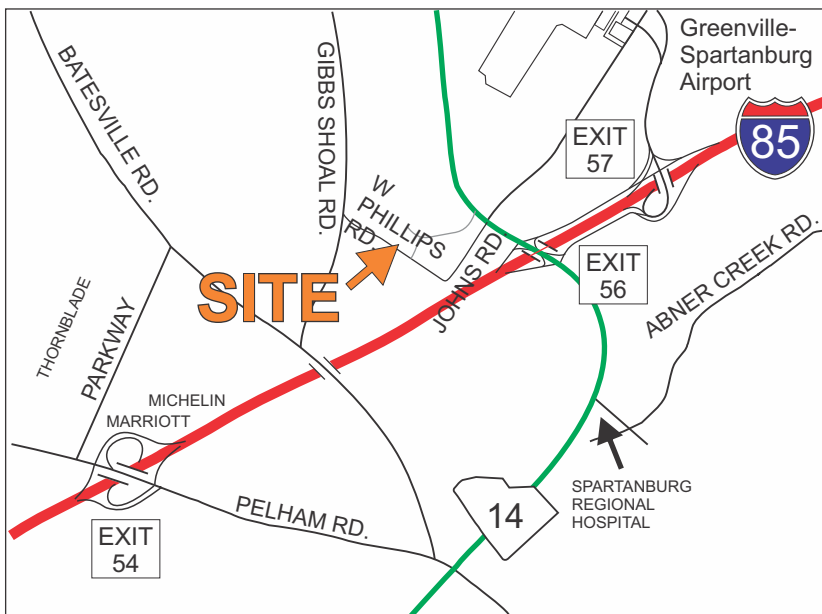 Greenville-
Spartanburg
Airport
BATESVILLE RD.
GIBBS SHOAL RD.
EXIT
57
85
W
PHILLIPS
RD.
JOHNS RD.
SITE
EXIT
56
ABNER CREEK RD.
THORNBLADE
PARKWAY
MICHELIN
MARRIOTT
PELHAM RD.
EXIT
54
14
SPARTANBURG
REGIONAL
HOSPITAL